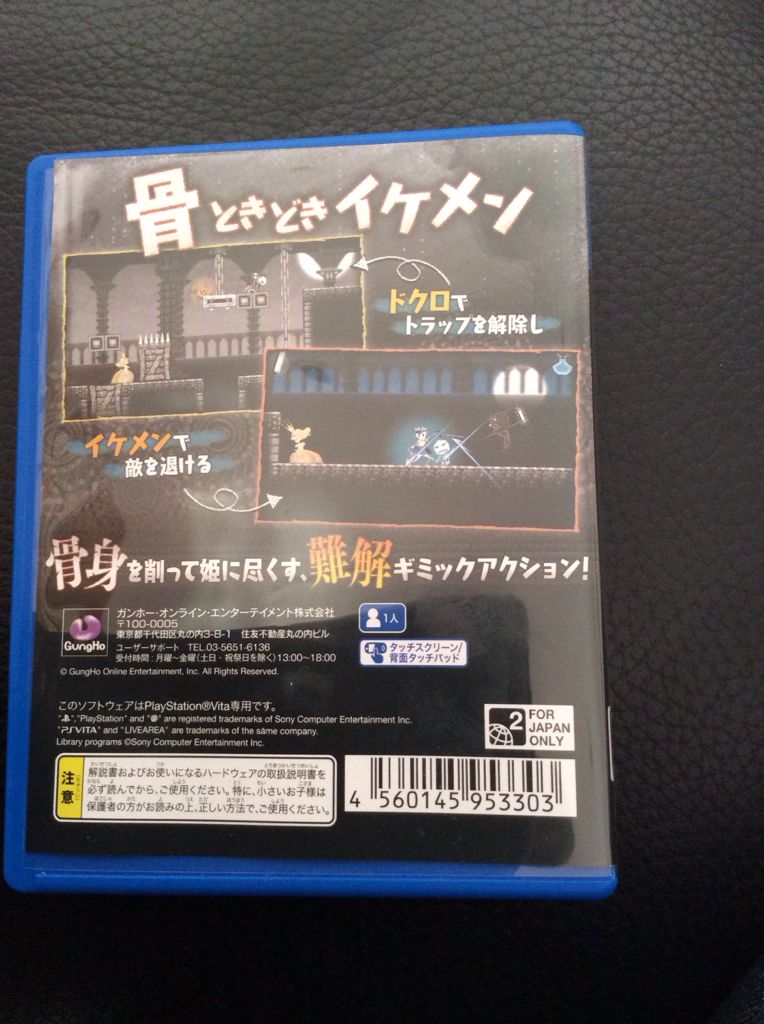 骨ときどきイケメン
ドクロで
トラップを解除し
イケメンで
敵を退ける
骨身を削って姫に尽くす、難解ギミックアクション!
GungHo
ガンホー・オンライン・エンターテイメント株式会社
〒100-0005
東京都千代田区丸の内3-8-1 住友不動産丸の内ビル
ユーザーサポート TEL.03-5651-6136
受付時間:月曜~金曜(土日・祝祭日を除く)13:00~18:00
© GungHo Online Entertainment, Inc. All Rights Reserved.
1人
タッチスクリーン/
背面タッチパッド
このソフトウェアはPlayStation®Vita専用です。
"PlayStation" and are registered trademarks of Sony Computer Entertainment Inc.
"PSVITA" and "LIVEAREA" are trademarks of the same company.
Library programs ©Sony Computer Entertainment Inc.
2
FOR
JAPAN
ONLY
注意
解説書およびお使いになるハードウェアの取扱説明書を
必ず読んでから、ご使用ください。特に、小さいお子様は
保護者の方がお読みの上、正しい方法で、ご使用ください。
4 560145 953303